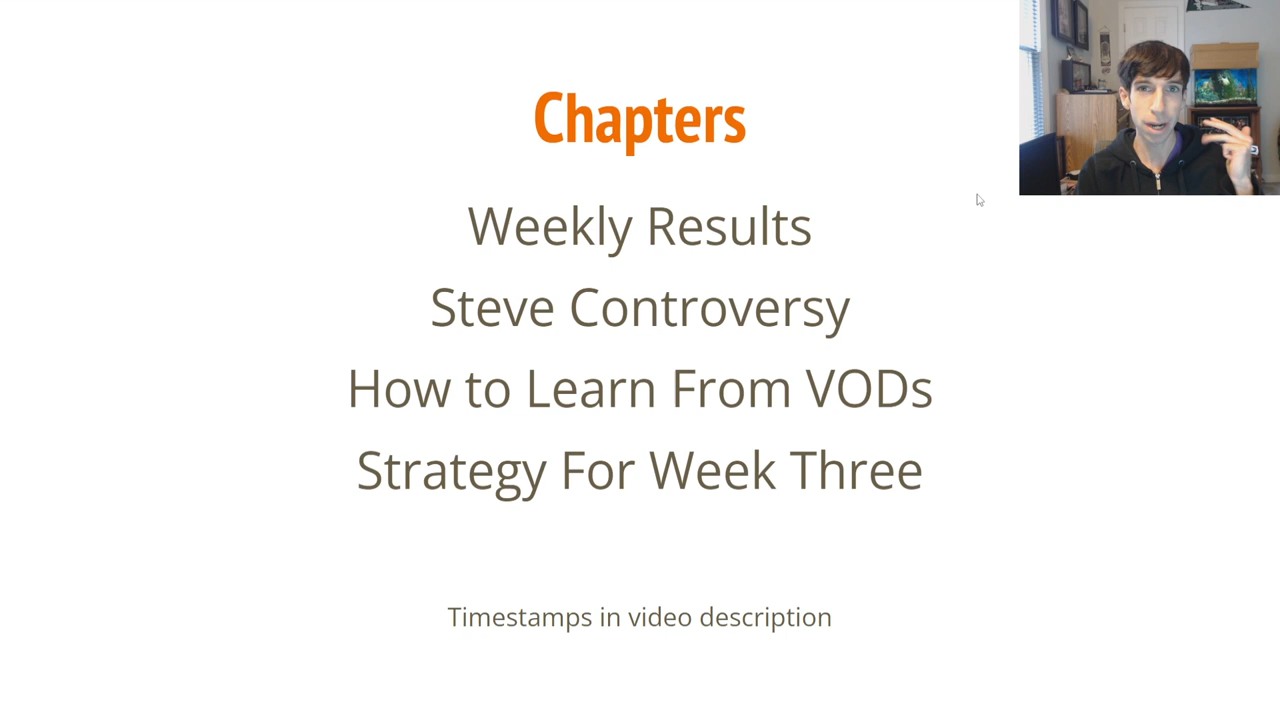 Chapters
Weekly Results
Steve Controversy
How to Learn From VODs
Strategy For Week Three
Timestamps in video description